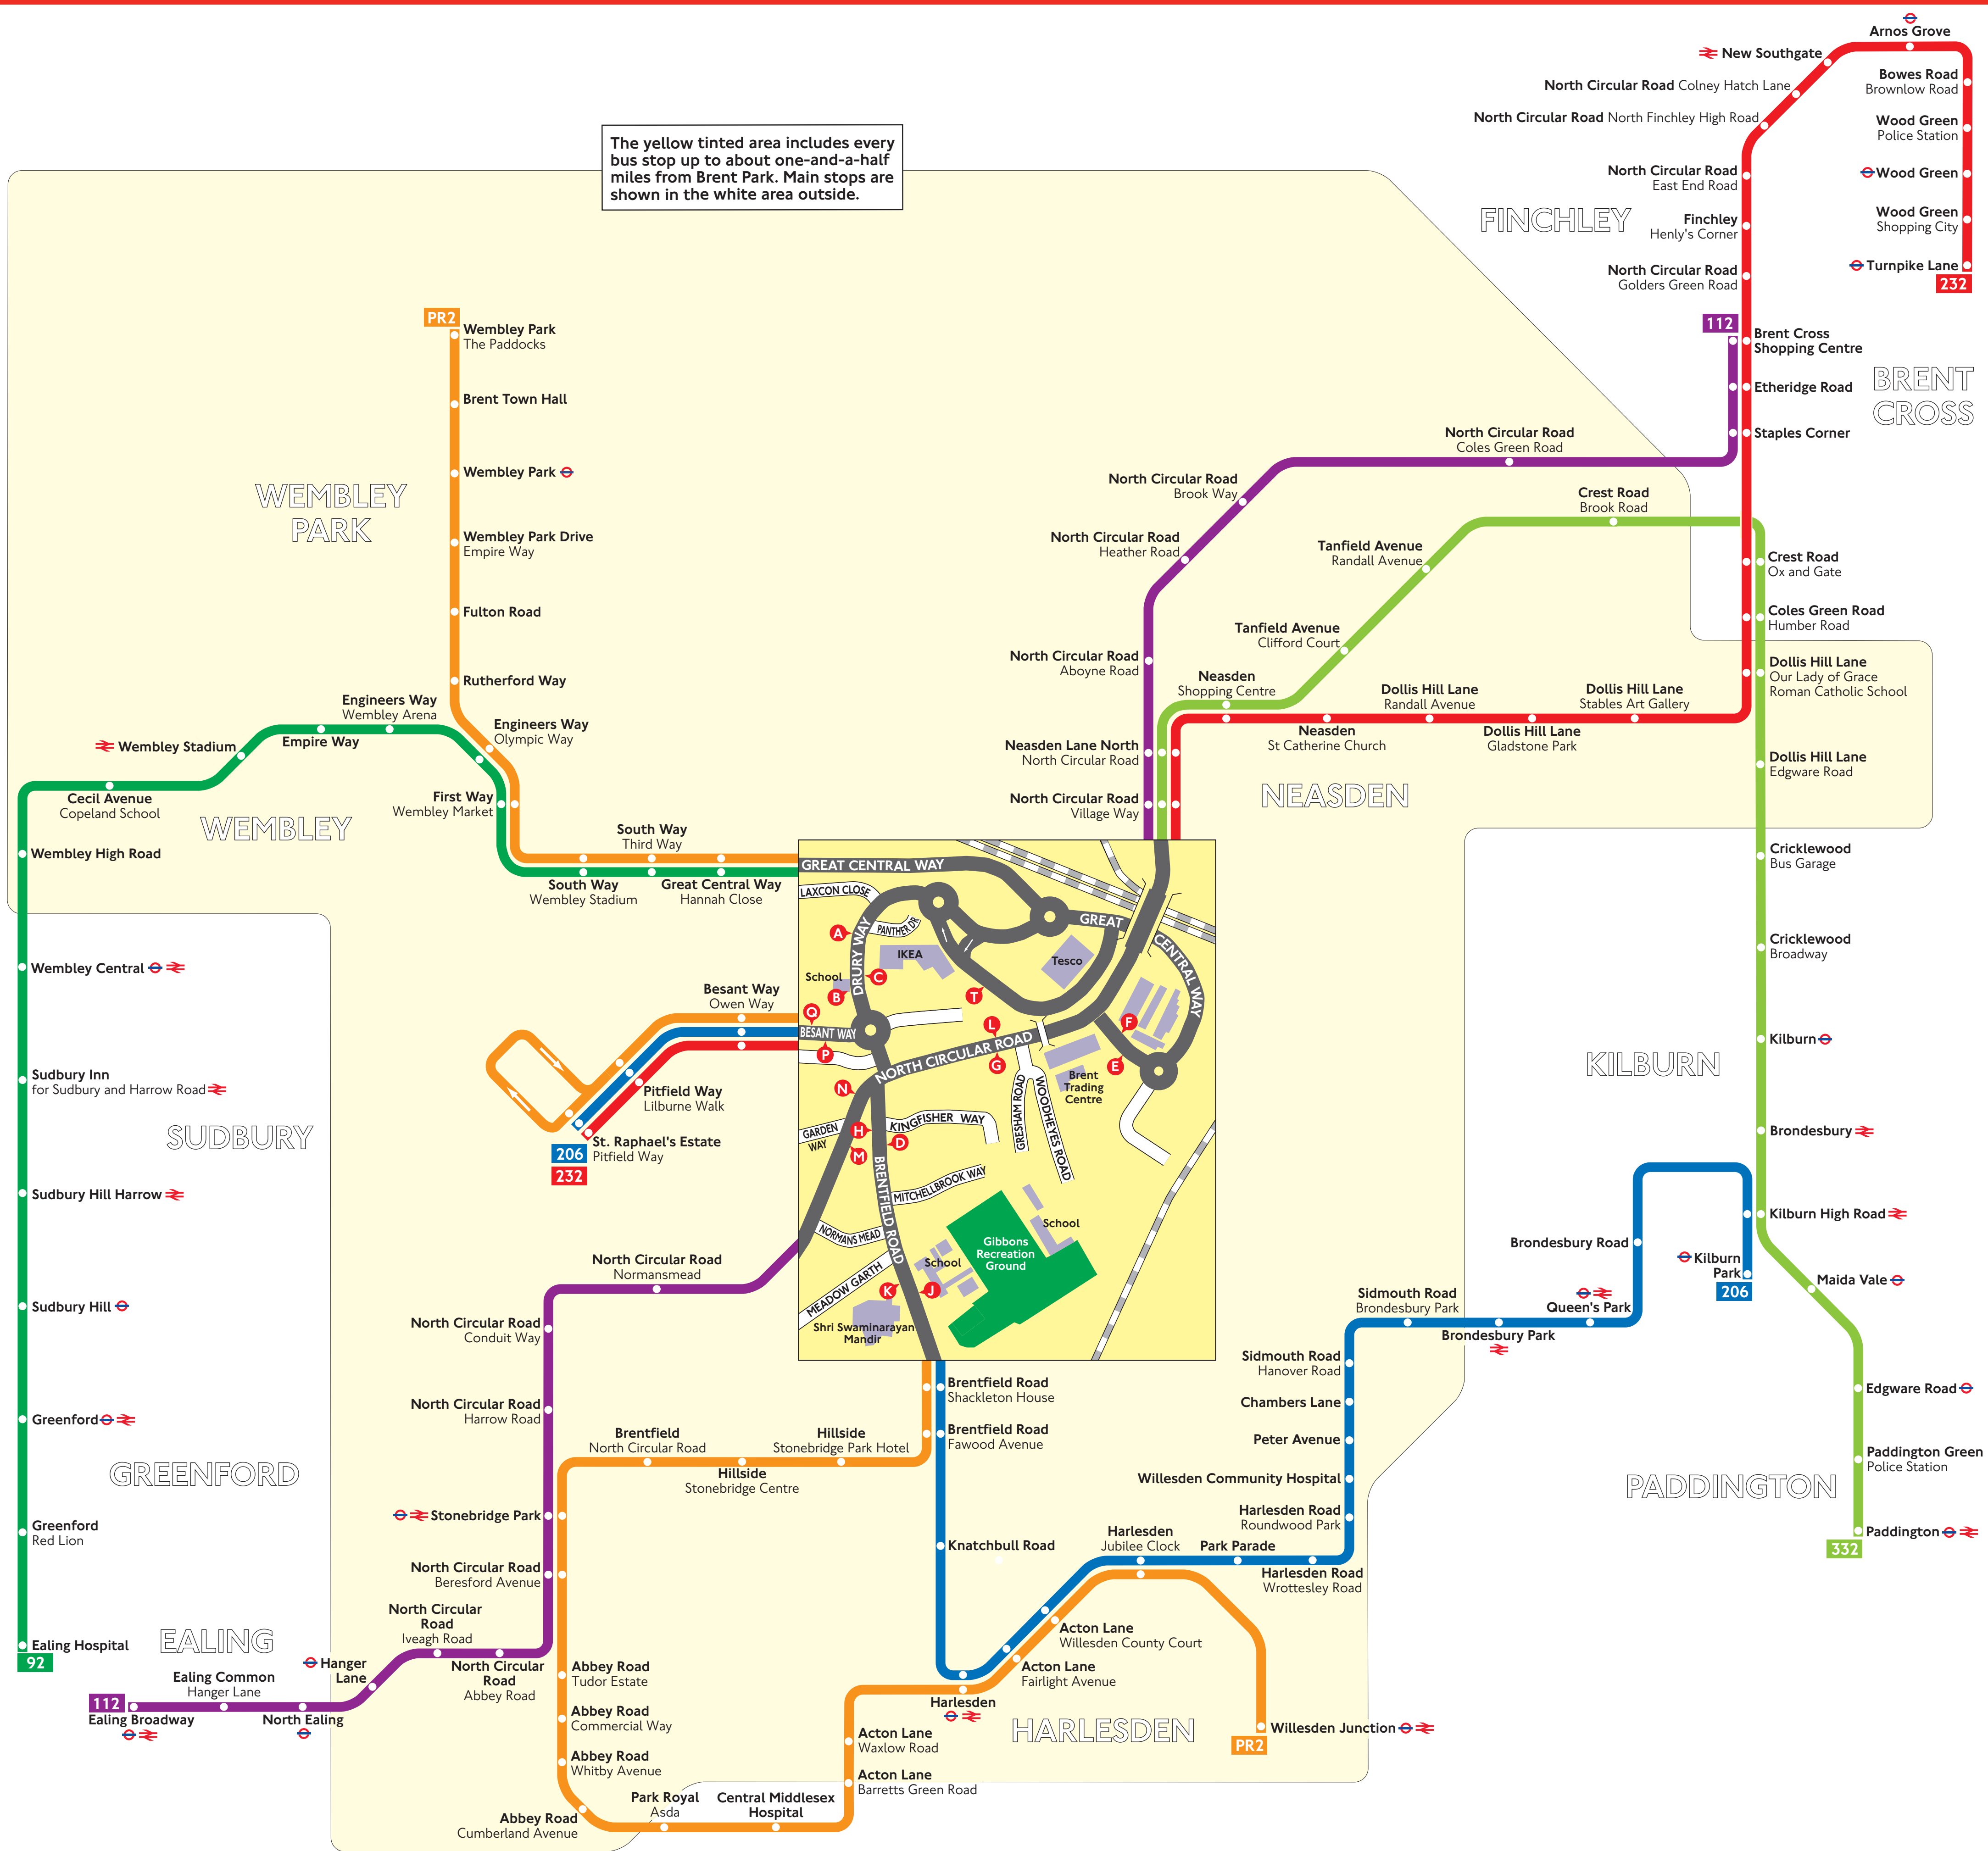 The yellow tinted area includes every
bus stop up to about one-and-a-half
miles from Brent Park. Main stops are
shown in the white area outside.
Arnos Grove
New Southgate
North Circular Road Colney Hatch Lane
North Circular Road North Finchley High Road
Bowes Road
Brownlow Road
Wood Green
Police Station
Wood Green
Wood Green
Shopping City
Turnpike Lane
232
North Circular Road
East End Road
FINCHLEY
Finchley
Henly's Corner
North Circular Road
Golders Green Road
112
Brent Cross
Shopping Centre
Etheridge Road
BRENT
CROSS
Staples Corner
North Circular Road
Coles Green Road
North Circular Road
Brook Way
North Circular Road
Heather Road
North Circular Road
Aboyne Road
Crest Road
Brook Road
Tanfield Avenue
Randall Avenue
Tanfield Avenue
Clifford Court
Neasden
Shopping Centre
Crest Road
Ox and Gate
Coles Green Road
Humber Road
Dollis Hill Lane
Our Lady of Grace
Roman Catholic School
Dollis Hill Lane
Randall Avenue
Dollis Hill Lane
Stables Art Gallery
Neasden
St Catherine Church
Dollis Hill Lane
Gladstone Park
Neasden Lane North
North Circular Road
North Circular Road
Village Way
NEASDEN
Dollis Hill Lane
Edgware Road
Cricklewood
Bus Garage
Cricklewood
Broadway
Kilburn
KILBURN
Brondesbury
Kilburn High Road
Maida Vale
Edgware Road
Paddington Green
Police Station
PADDINGTON
Paddington
332
PR2
Wembley Park
The Paddocks
Brent Town Hall
Wembley Park
WEMBLEY
PARK
Wembley Park Drive
Empire Way
Fulton Road
Rutherford Way
Engineers Way
Wembley Arena
Engineers Way
Olympic Way
Wembley Stadium
Empire Way
Cecil Avenue
Copeland School
WEMBLEY
First Way
Wembley Market
South Way
Third Way
South Way
Wembley Stadium
Great Central Way
Hannah Close
Wembley High Road
Wembley Central
Sudbury Inn
for Sudbury and Harrow Road
SUDBURY
Sudbury Hill Harrow
Sudbury Hill
Greenford
GREENFORD
Greenford
Red Lion
Ealing Hospital
92
EALING
Besant Way
Owen Way
Pitfield Way
Lilburne Walk
St. Raphael's Estate
Pitfield Way
206
232
GREAT CENTRAL WAY
LAXCON CLOSE
PANTHER DR
DRURY WAY
A
IKEA
School
B
C
Q
BESANT WAY
P
GREAT
CENTRAL WAY
Tesco
T
L
NORTH CIRCULAR ROAD
G
F
E
Brent
Trading
Centre
N
GARDEN
WAY
H
KINGFISHER WAY
D
M
GRESHAM ROAD
WOODHEYES ROAD
BRENTFIELD ROAD
MITCHELLBROOK WAY
NORMANS MEAD
MEADOW GARTH
School
Gibbons
Recreation
Ground
School
K
J
Shri Swaminarayan
Mandir
North Circular Road
Normansmead
North Circular Road
Conduit Way
North Circular Road
Harrow Road
Brentfield
North Circular Road
Hillside
Stonebridge Park Hotel
Hillside
Stonebridge Centre
Stonebridge Park
North Circular Road
Beresford Avenue
North Circular
Road
Iveagh Road
North Circular
Road
Abbey Road
Hanger
Lane
Ealing Common
Hanger Lane
112
Ealing Broadway
North Ealing
Abbey Road
Tudor Estate
Abbey Road
Commercial Way
Abbey Road
Whitby Avenue
Abbey Road
Cumberland Avenue
Park Royal
Asda
Central Middlesex
Hospital
Acton Lane
Waxlow Road
Acton Lane
Barretts Green Road
Brentfield Road
Shackleton House
Brentfield Road
Fawood Avenue
Knatchbull Road
Harlesden
Acton Lane
Fairlight Avenue
Acton Lane
Willesden County Court
Harlesden
Jubilee Clock
Park Parade
Harlesden Road
Wrottesley Road
HARLESDEN
Willesden Junction
PR2
Harlesden Road
Roundwood Park
Willesden Community Hospital
Peter Avenue
Chambers Lane
Sidmouth Road
Hanover Road
Sidmouth Road
Brondesbury Park
Brondesbury Park
Queen's Park
Brondesbury Road
Kilburn
Park
206